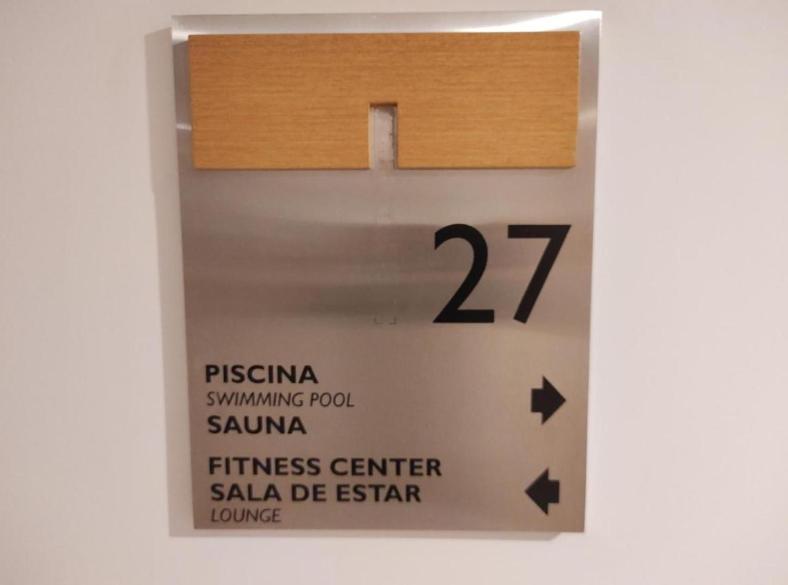 27
PISCINA
SWIMMING POOL
SAUNA
FITNESS CENTER
SALA DE ESTAR
LOUNGE